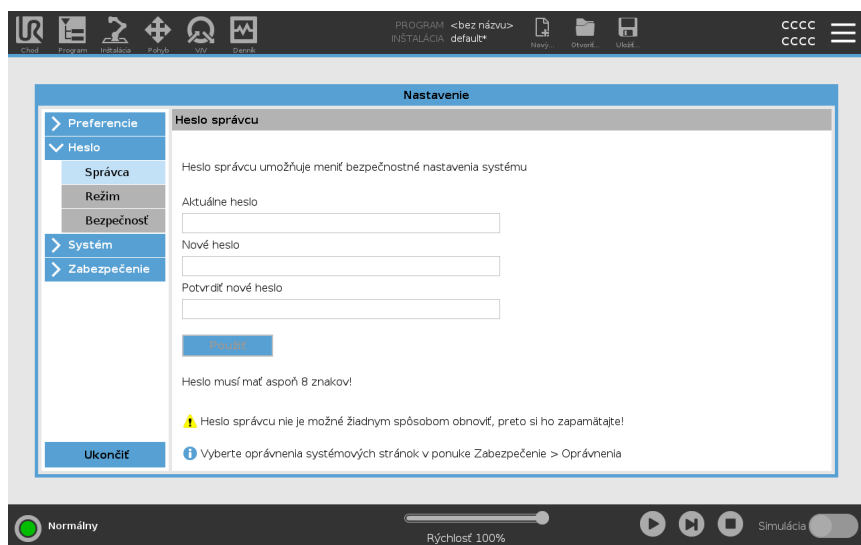 PROGRAM <bez názvu>
INŠTALÁCIA default*
Chod
Program
Inštalácia
Pohyb
V/V
Denník
Nový...
Otvoriť...
Uložiť...
CCCC
CCCC
Nastavenie
Preferencie
Heslo
Správca
Režim
Bezpečnosť
Systém
Zabezpečenie
Ukončiť
Heslo správcu
Heslo správcu umožňuje meniť bezpečnostné nastavenia systému
Aktuálne heslo
Nové heslo
Potvrdiť nové heslo
Použiť
Heslo musí mať aspoň 8 znakov!
Heslo správcu nie je možné žiadnym spôsobom obnoviť, preto si ho zapamätajte!
Vyberte oprávnenia systémových stránok v ponuke Zabezpečenie > Oprávnenia
Normálny
Rýchlosť 100%
Simulácia